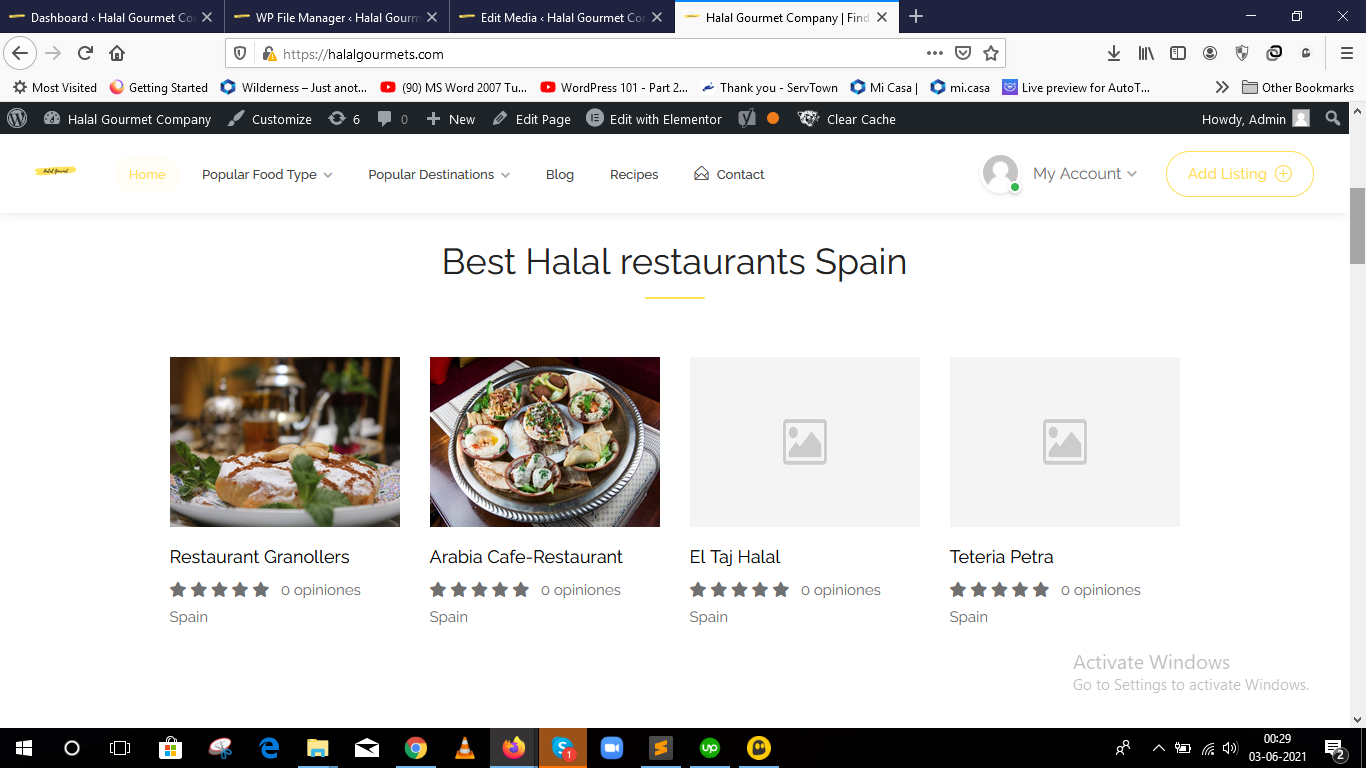 Dashboard ‹ Halal Gourmet Co
WP File Manager ‹ Halal Gourm
Edit Media ‹ Halal Gourmet Co
Halal Gourmet Company | Find
https://halalgourmets.com
Most Visited
Getting Started
Wilderness – Just anot...
(90) MS Word 2007 Tu...
WordPress 101 - Part 2...
Thank you - ServTown
Mi Casa |
mi.casa
Live preview for AutoT...
Other Bookmarks
Halal Gourmet Company
Customize
6
0
New
Edit Page
Edit with Elementor
Clear Cache
Howdy, Admin
Halal Gourmet
Home
Popular Food Type
Popular Destinations
Blog
Recipes
Contact
My Account
Add Listing
Best Halal restaurants Spain
Restaurant Granollers
0 opiniones
Spain
Arabia Cafe-Restaurant
0 opiniones
Spain
El Taj Halal
0 opiniones
Spain
Teteria Petra
0 opiniones
Spain
Activate Windows
Go to Settings to activate Windows.
1
up
00:29
03-06-2021
2